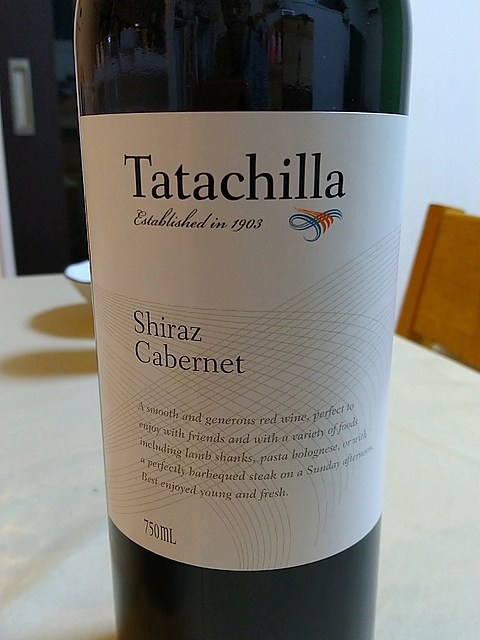 Tatachilla
Established in 1903
Shiraz
Cabernet
A smooth and generous red wine, perfect to
enjoy with friends and with a variety of foods
including lamb shanks, pasta bolognese, or with
a perfectly barbequed steak on a Sunday afternoon.
Best enjoyed young and fresh.
750mL